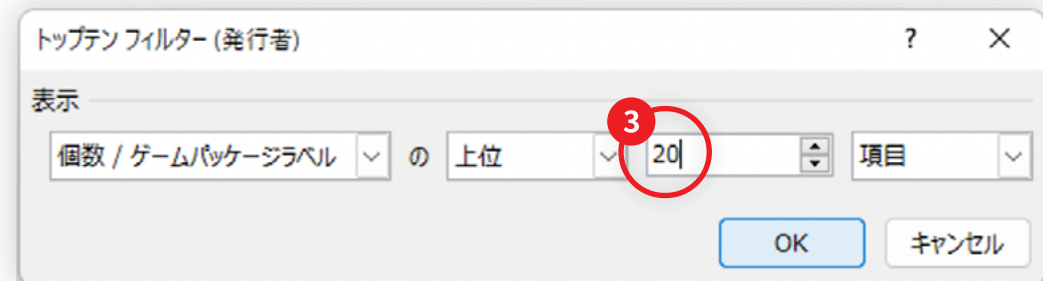 トップテン フィルター (発行者) ? ×
表示
個数 / ゲームパッケージラベル の 上位 20 項目
3
OK キャンセル